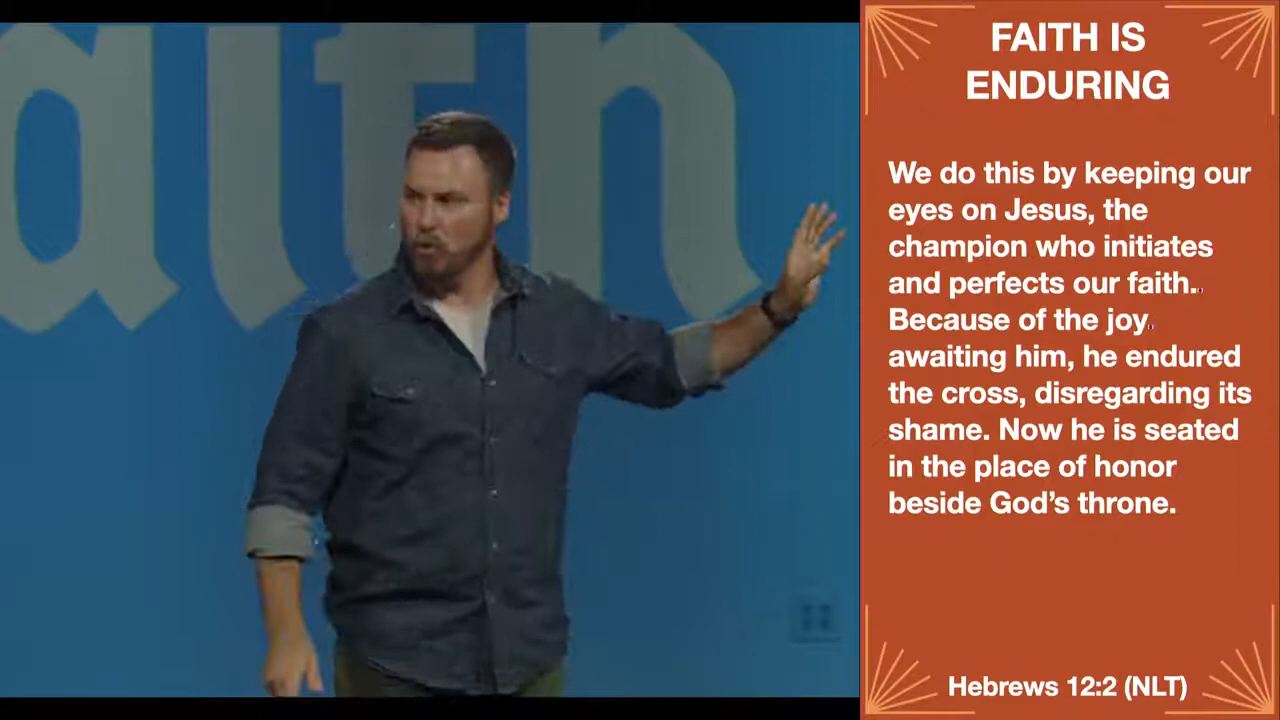 aith
FAITH IS
ENDURING
We do this by keeping our
eyes on Jesus, the
champion who initiates
and perfects our faith.
Because of the joy
awaiting him, he endured
the cross, disregarding its
shame. Now he is seated
in the place of honor
beside God’s throne.
Hebrews 12:2 (NLT)